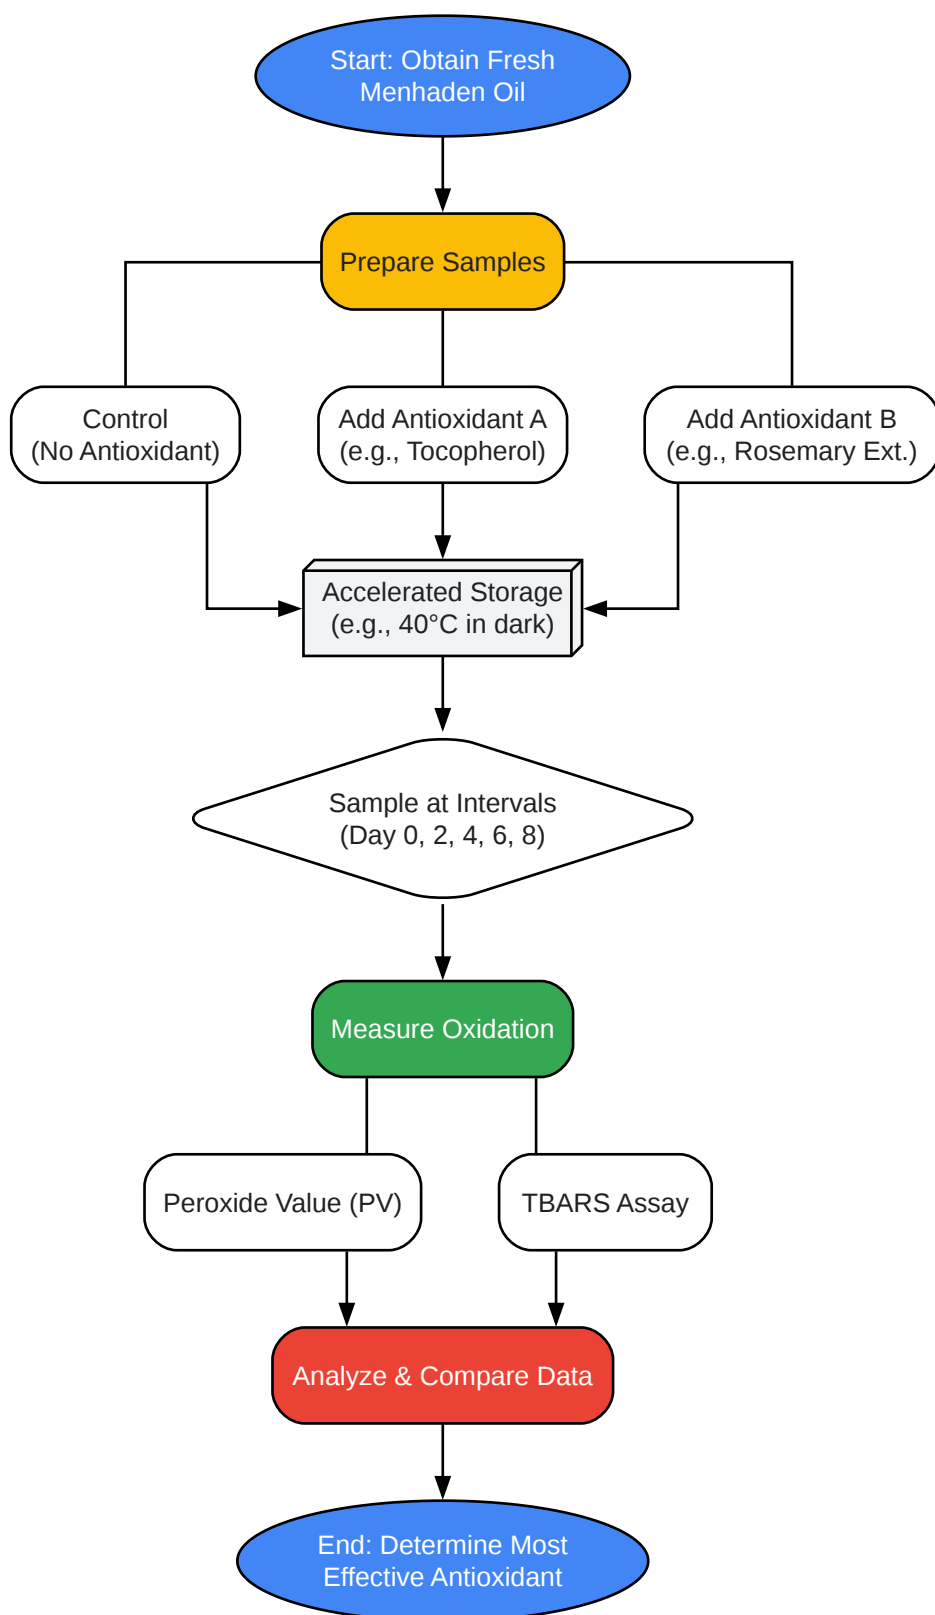 Start: Obtain Fresh
Menhaden Oil
Prepare Samples
Control
(No Antioxidant)
Add Antioxidant A
(e.g., Tocopherol)
Add Antioxidant B
(e.g., Rosemary Ext.)
Accelerated Storage
(e.g., 40°C in dark)
Sample at Intervals
(Day 0, 2, 4, 6, 8)
Measure Oxidation
Peroxide Value (PV)
TBARS Assay
Analyze & Compare Data
End: Determine Most
Effective Antioxidant